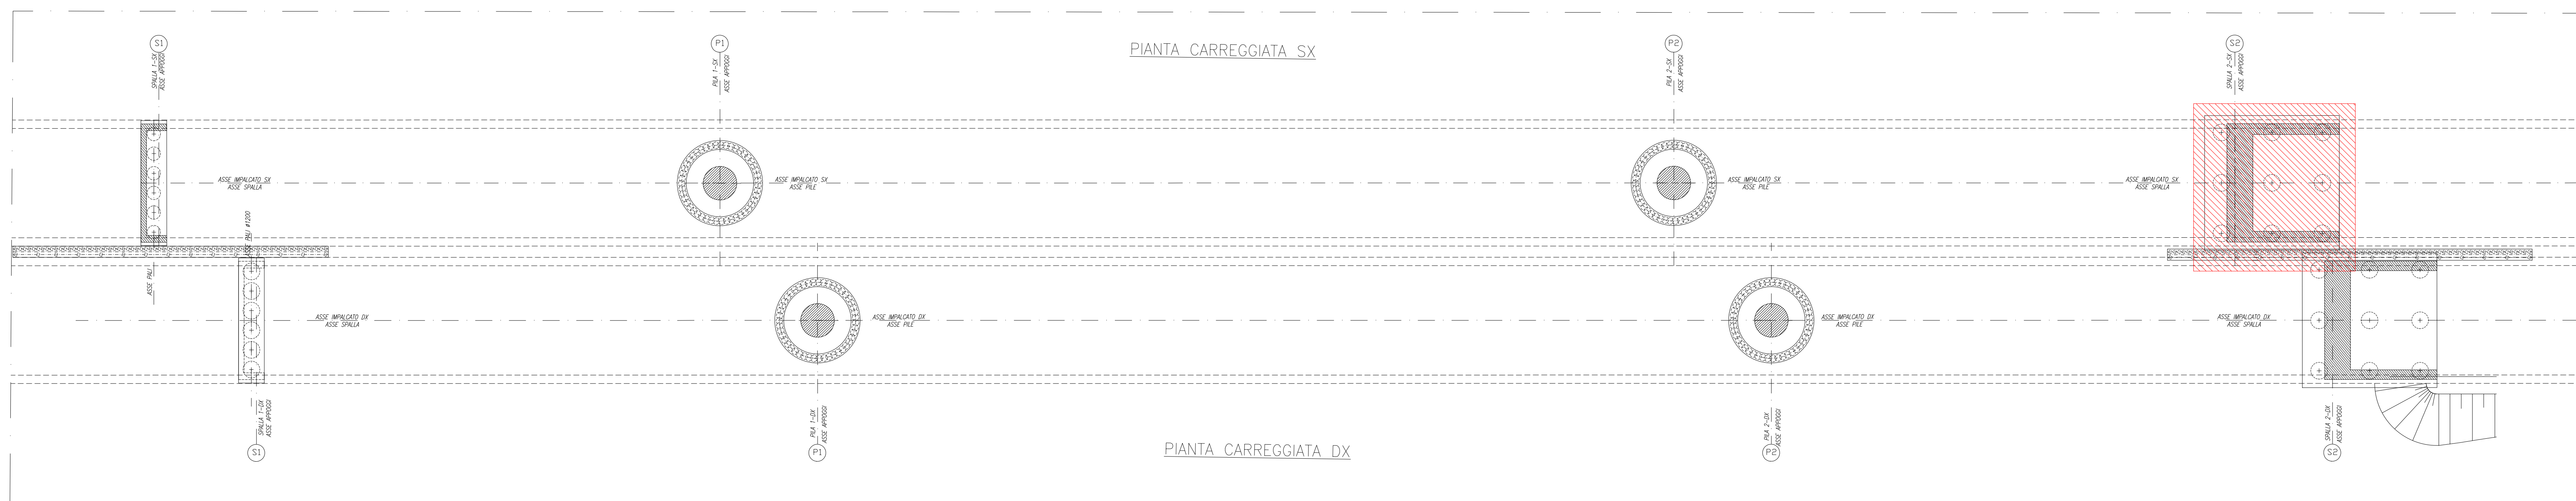 S1
P1
P2
S2
PIANTA CARREGGIATA SX
SPALLA 1-SX
ASSE APPOGGI
PILA 1-SX
ASSE APPOGGI
PILA 2-SX
ASSE APPOGGI
SPALLA 2-SX
ASSE APPOGGI
ASSE IMPALCATO SX
ASSE SPALLA
ASSE IMPALCATO SX
ASSE PILE
ASSE IMPALCATO SX
ASSE PILE
ASSE IMPALCATO SX
ASSE SPALLA
ASSE PALI
ASSE PALI ø1200
ASSE IMPALCATO DX
ASSE SPALLA
ASSE IMPALCATO DX
ASSE PILE
ASSE IMPALCATO DX
ASSE PILE
ASSE IMPALCATO DX
ASSE SPALLA
SPALLA 1-DX
ASSE APPOGGI
PILA 1-DX
ASSE APPOGGI
PILA 2-DX
ASSE APPOGGI
SPALLA 2-DX
ASSE APPOGGI
PIANTA CARREGGIATA DX
S1
P1
P2
S2